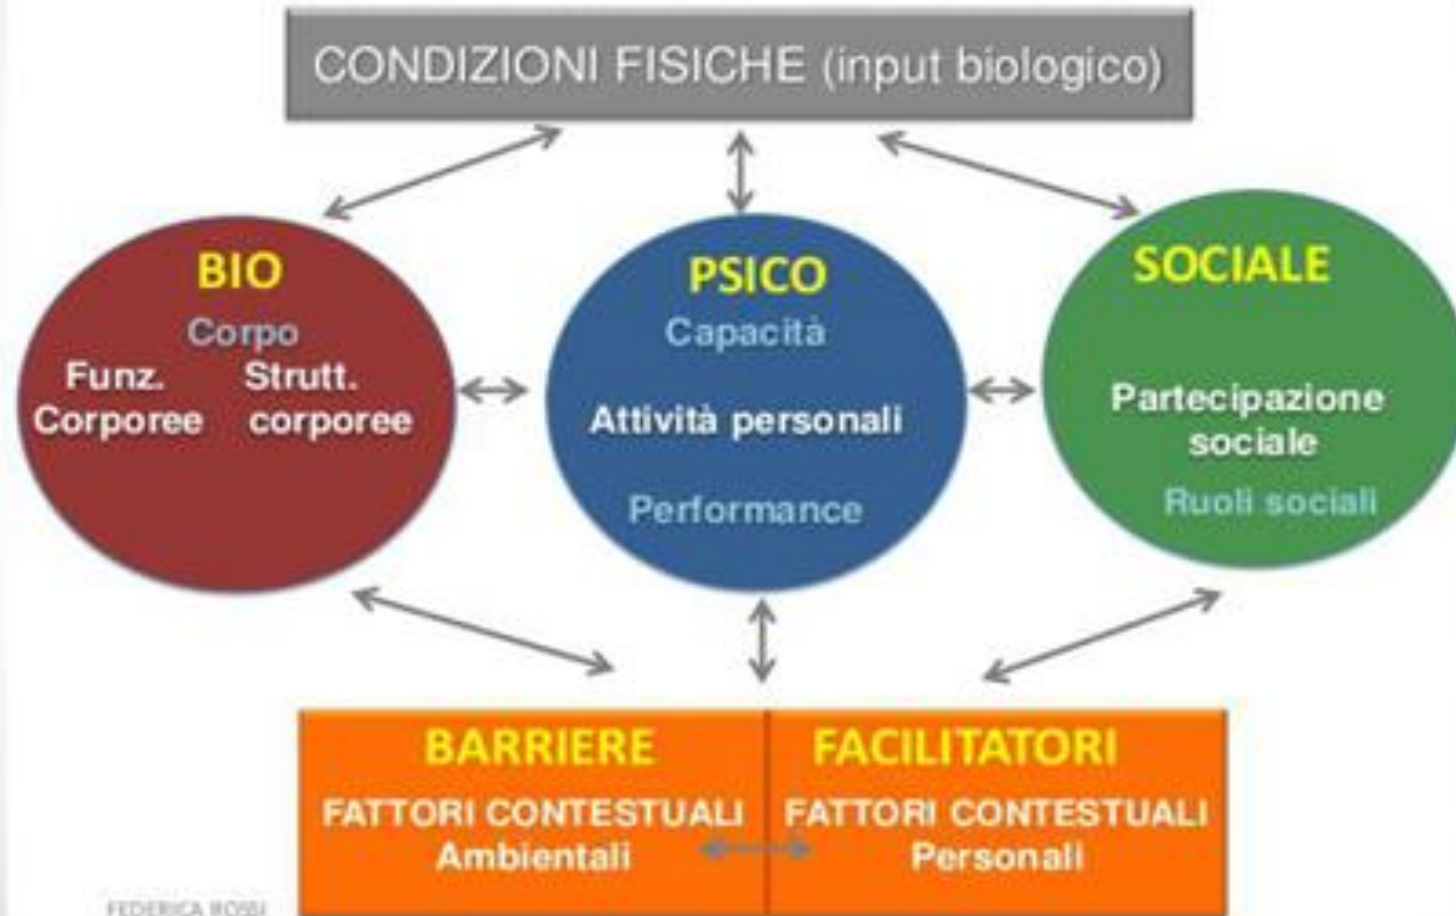 CONDIZIONI FISICHE (input biologico)
BIO
Corpo
Funz. Strutt.
Corporee corporee
PSICO
Capacità
Attività personali
Performance
SOCIALE
Partecipazione
sociale
Ruoli sociali
BARRIERE
FATTORI CONTESTUALI
Ambientali
FACILITATORI
FATTORI CONTESTUALI
Personali
FEDERICA ROSSI